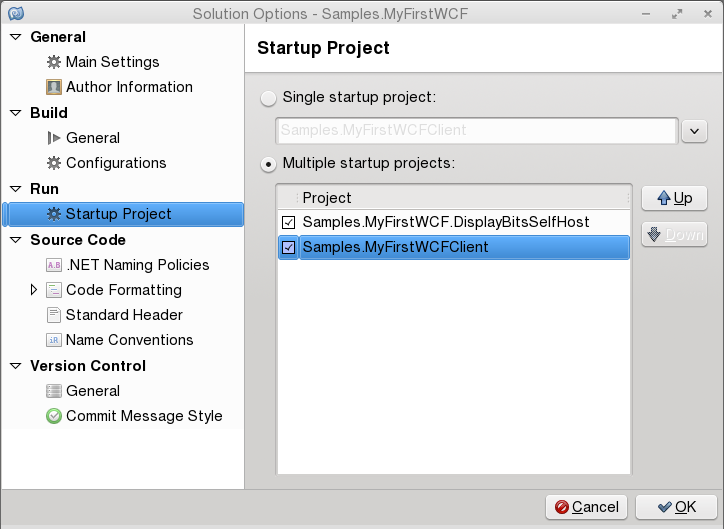 Solution Options - Samples.MyFirstWCF
General
Main Settings
Author Information
Build
General
Configurations
Run
Startup Project
Source Code
A.B .NET Naming Policies
Code Formatting
Standard Header
iR Name Conventions
Version Control
General
Commit Message Style
Startup Project
Single startup project:
Samples.MyFirstWCFClient
Multiple startup projects:
Project
Samples.MyFirstWCF.DisplayBitsSelfHost
Samples.MyFirstWCFClient
Up
Down
Cancel
OK